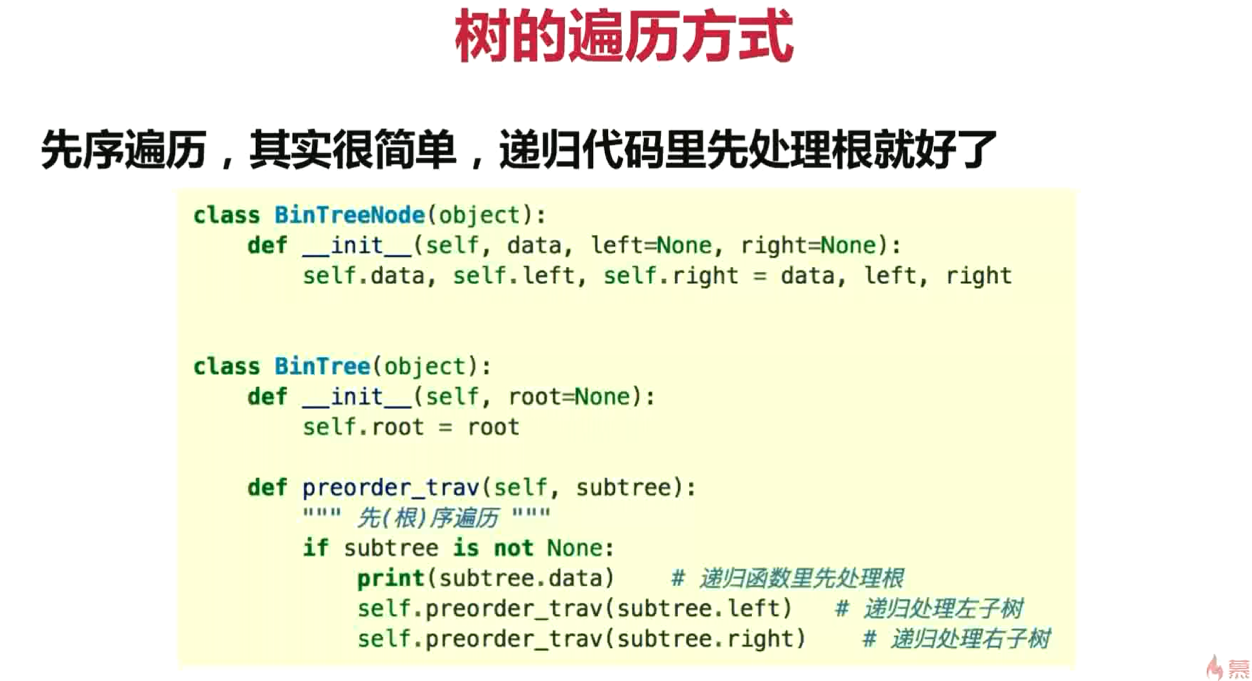 树的遍历方式
先序遍历，其实很简单，递归代码里先处理根就好了
class BinTreeNode(object):
    def __init__(self, data, left=None, right=None):
        self.data, self.left, self.right = data, left, right
class BinTree(object):
    def __init__(self, root=None):
        self.root = root
    def preorder_trav(self, subtree):
        """ 先(根)序遍历 """
        if subtree is not None:
            print(subtree.data)    # 递归函数里先处理根
            self.preorder_trav(subtree.left)   # 递归处理左子树
            self.preorder_trav(subtree.right)    # 递归处理右子树
慕